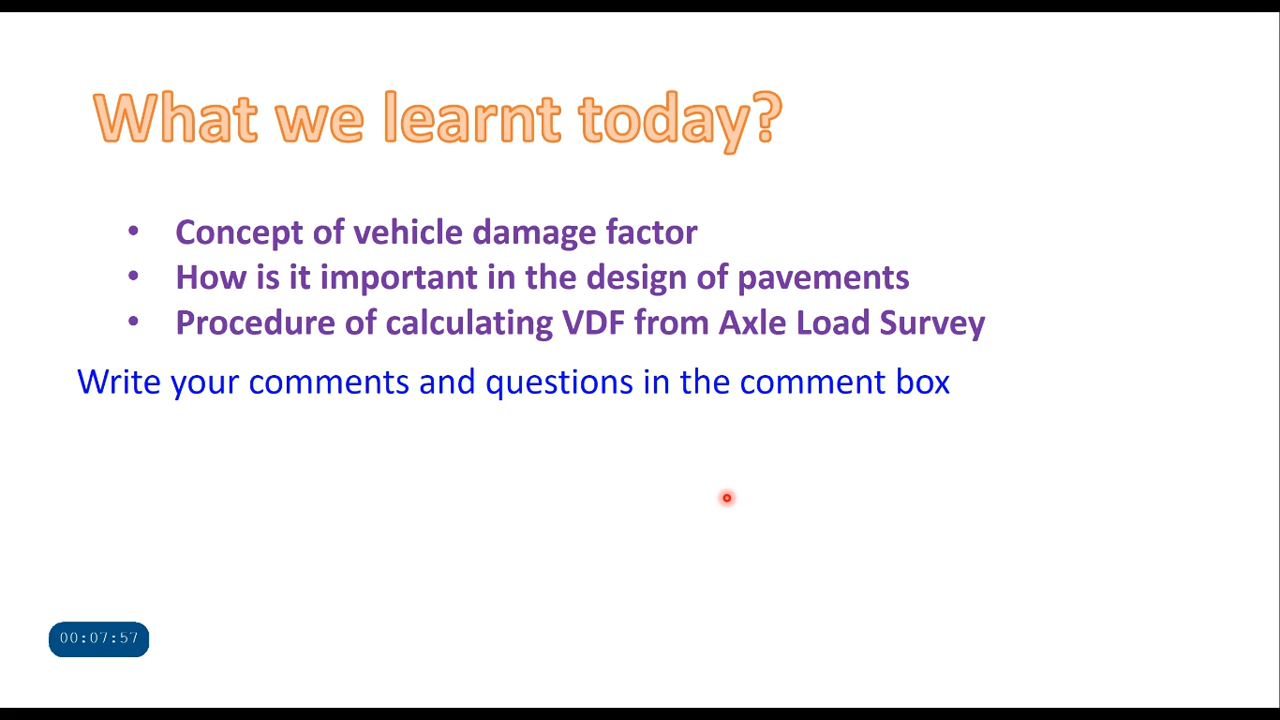 What we learnt today?
• Concept of vehicle damage factor
• How is it important in the design of pavements
• Procedure of calculating VDF from Axle Load Survey
Write your comments and questions in the comment box
00:07:57